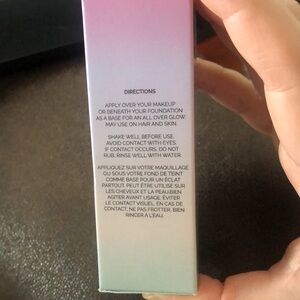 DIRECTIONS
APPLY OVER YOUR MAKEUP
OR BENEATH YOUR FOUNDATION
AS A BASE FOR AN ALL OVER GLOW.
MAY USE ON HAIR AND SKIN.
SHAKE WELL BEFORE USE.
AVOID CONTACT WITH EYES.
IF CONTACT OCCURS, DO NOT
RUB, RINSE WELL WITH WATER.
APPLIQUEZ SUR VOTRE MAQUILLAGE
OU SOUS VOTRE FOND DE TEINT
COMME BASE POUR UN ÉCLAT
PARTOUT. PEUT ÊTRE UTILISÉ SUR
LES CHEVEUX ET LA PEAU.BIEN
AGITER AVANT USAGE. ÉVITER
LE CONTACT VISUEL. EN CAS DE
CONTACT, NE PAS FROTTER, BIEN
RINCER À L'EAU.